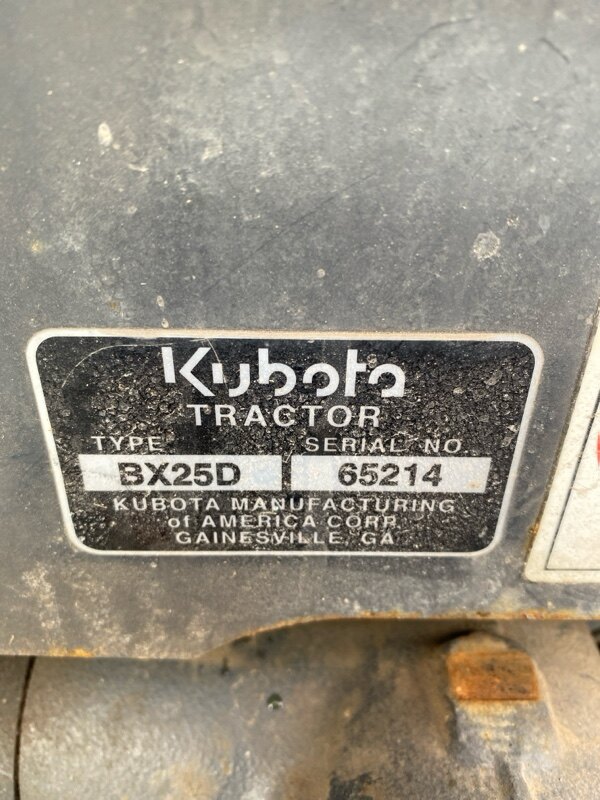 Kubota
TRACTOR
TYPE SERIAL NO
BX25D 65214
KUBOTA MANUFACTURING
of AMERICA CORP.
GAINESVILLE, GA